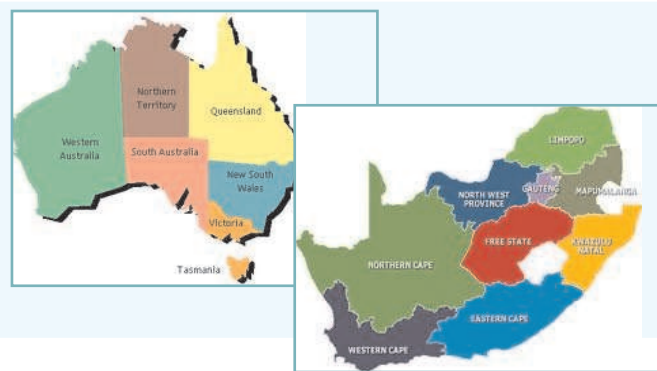 Northern
Territory
Queensland
Western
Australia
South Australia
New South
Wales
Victoria
Tasmania
LIMPOPO
NORTH WEST
PROVINCE
GAUTENG
MAPUMALANGA
FREE STATE
KWAZULU
NATAL
NORTHERN CAPE
EASTERN CAPE
WESTERN CAPE